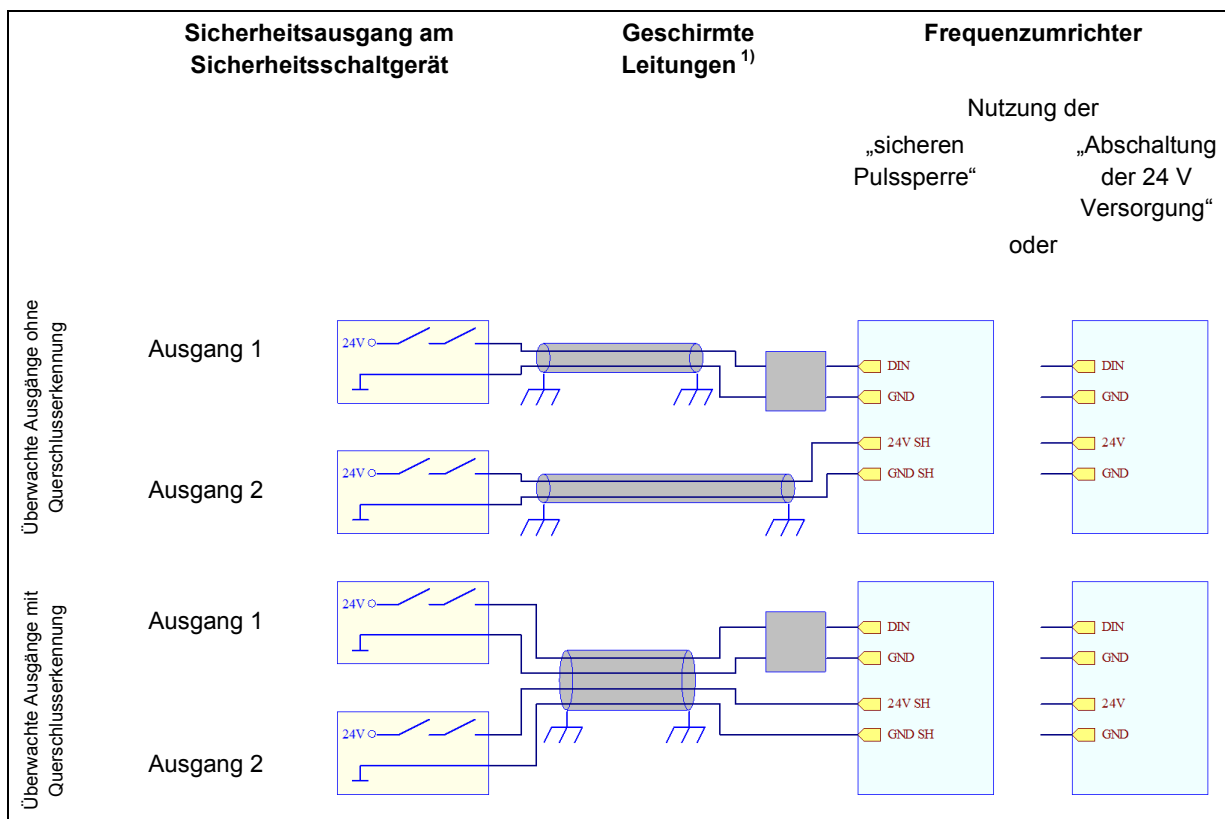 Sicherheitsausgang am
Sicherheitsschaltgerät
Geschirmte
Leitungen 1)
Frequenzumrichter
Nutzung der
„sicheren
Pulssperre“
„Abschaltung
der 24 V
Versorgung“
oder
Überwachte Ausgänge ohne
Querschlusserkennung
Ausgang 1
24V
DIN
GND
DIN
GND
Ausgang 2
24V
24V SH
GND SH
24V
GND
Überwachte Ausgänge mit
Querschlusserkennung
Ausgang 1
24V
DIN
GND
DIN
GND
Ausgang 2
24V
24V SH
GND SH
24V
GND